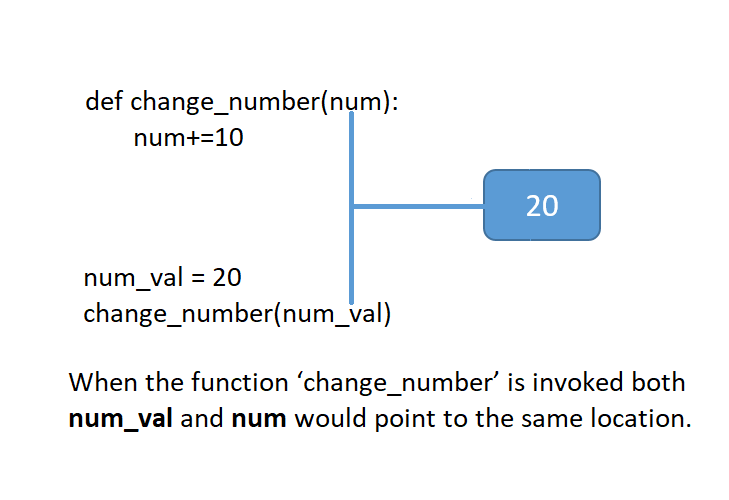 def change_number(num):
num+=10
20
num_val = 20
change_number(num_val)
When the function ‘change_number’ is invoked both
num_val and num would point to the same location.